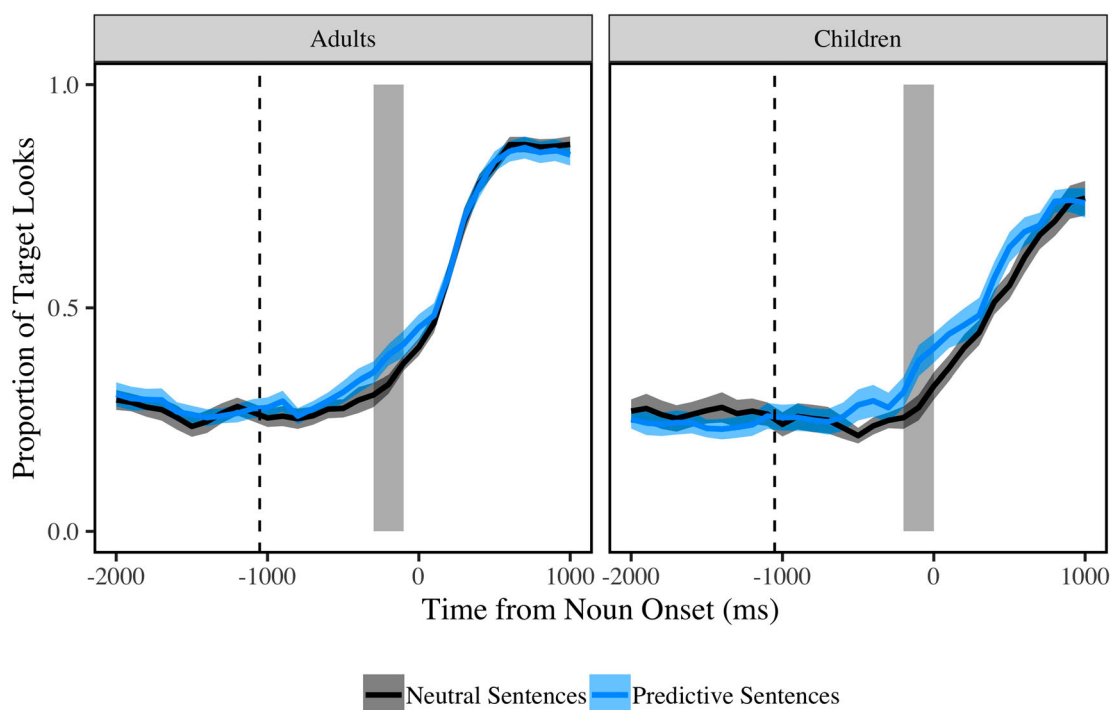 Adults
Children
Proportion of Target Looks
1.0
0.5
0.0
-2000 -1000 0 1000
-2000 -1000 0 1000
Time from Noun Onset (ms)
Neutral Sentences Predictive Sentences